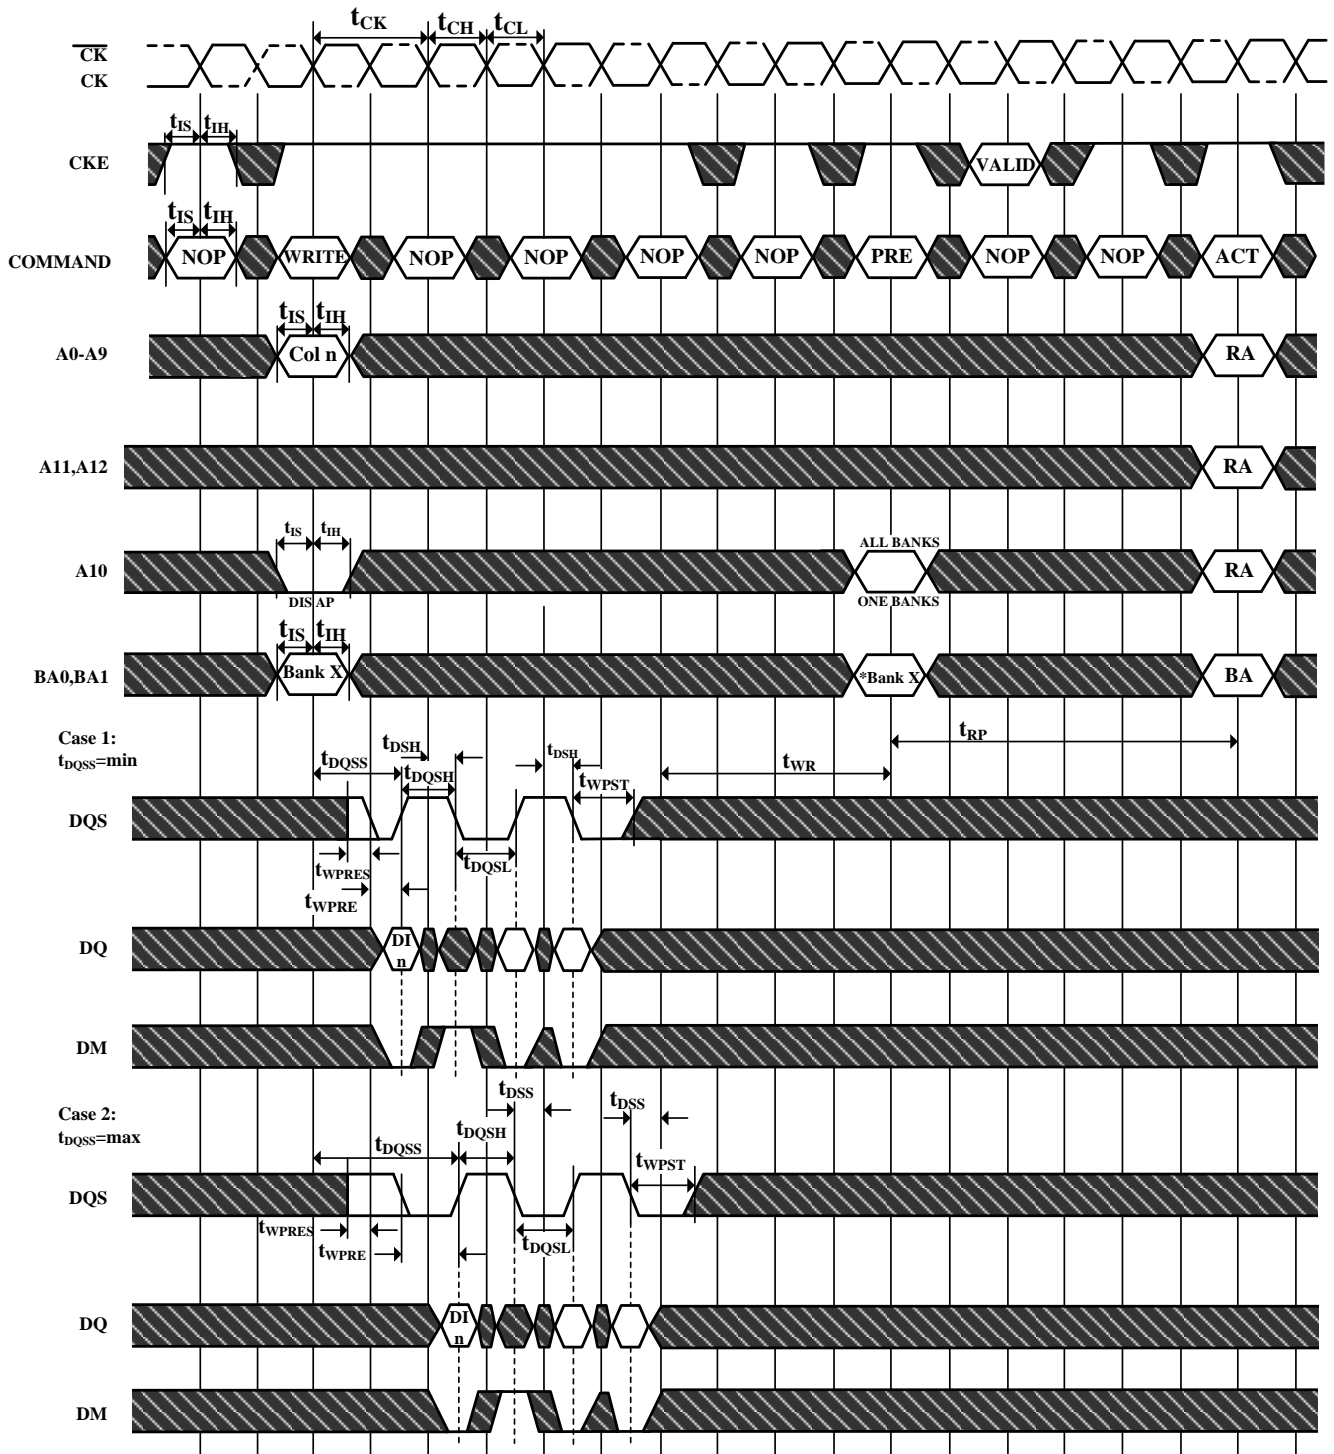 tCK tCH tCL
CK
CK
tIS tIH
CKE VALID
tIS tIH
COMMAND NOP WRITE NOP NOP NOP NOP PRE NOP NOP ACT
tIS tIH
A0-A9 Col n RA
A11,A12 RA
tIS tIH ALL BANKS
A10 RA
DIS AP ONE BANKS
tIS tIH
BA0,BA1 Bank X *Bank X BA
Case 1:
tDQSS=min
tDQSS tDSH tDQSH tDSH tWPST tWR tRP
DQS
tWPRES tDQSL
tWPRE
DQ DI n
DM
tDSS tDSS
Case 2:
tDQSS=max
tDQSS tDQSH tWPST
DQS
tWPRES tWPRE tDQSL
DQ DI n
DM